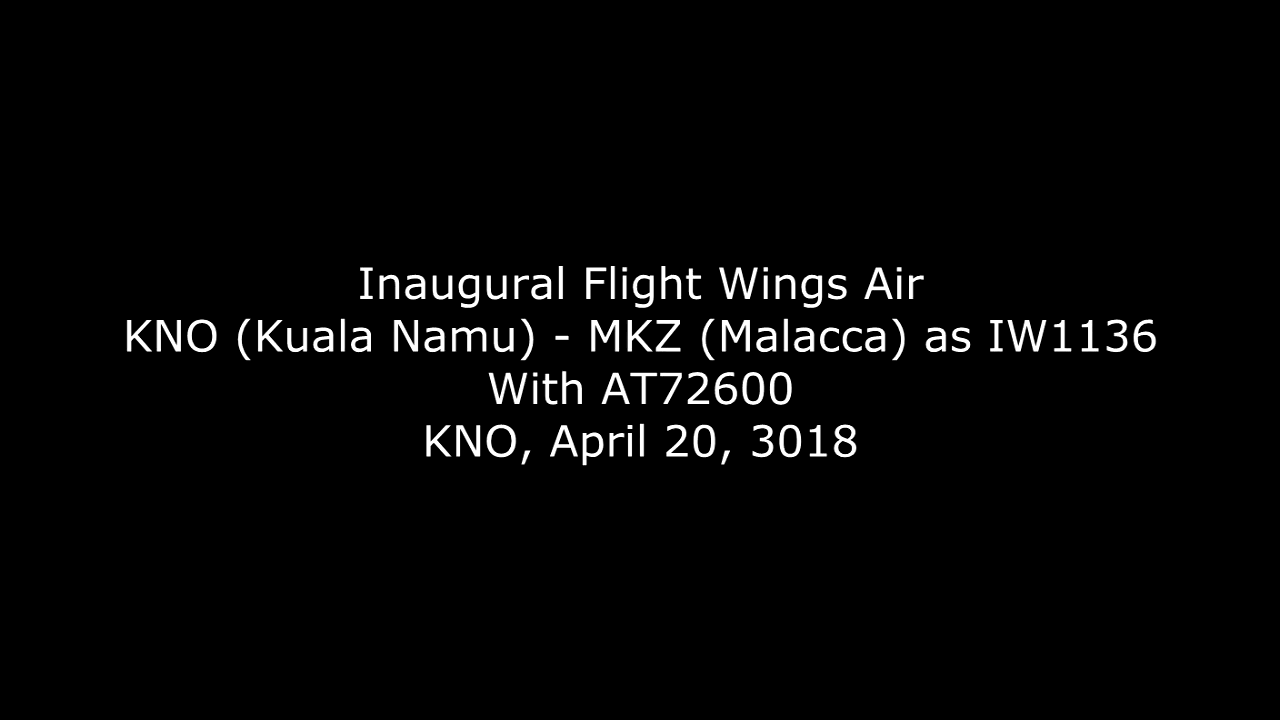 Inaugural Flight Wings Air
KNO (Kuala Namu) - MKZ (Malacca) as IW1136
With AT72600
KNO, April 20, 3018